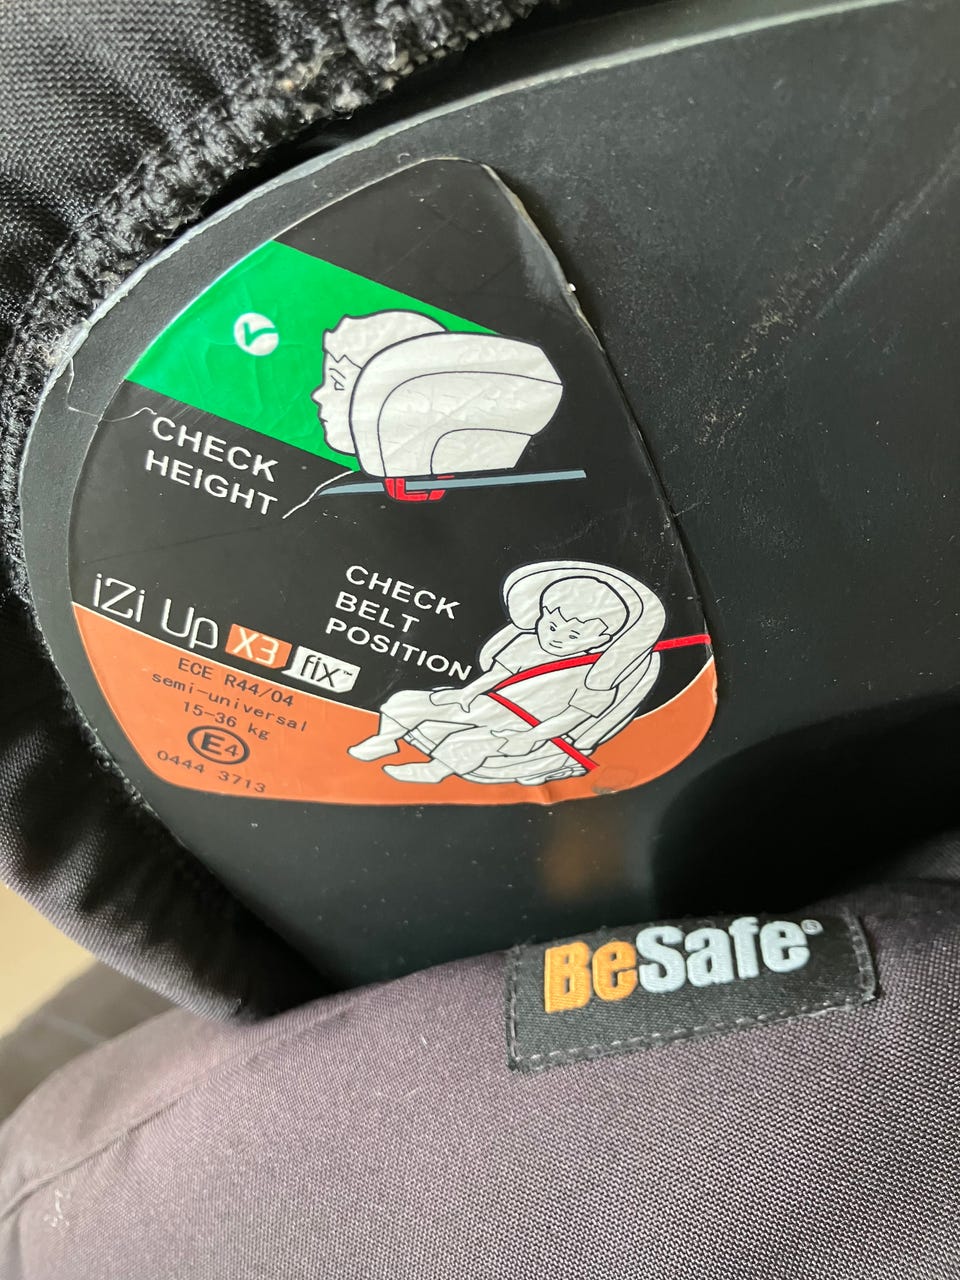 CHECK
HEIGHT
CHECK
BELT
POSITION
iZi Up X3 fix™
ECE R44/04
semi-universal
15-36 kg
E4
0444 3713
BeSafe®